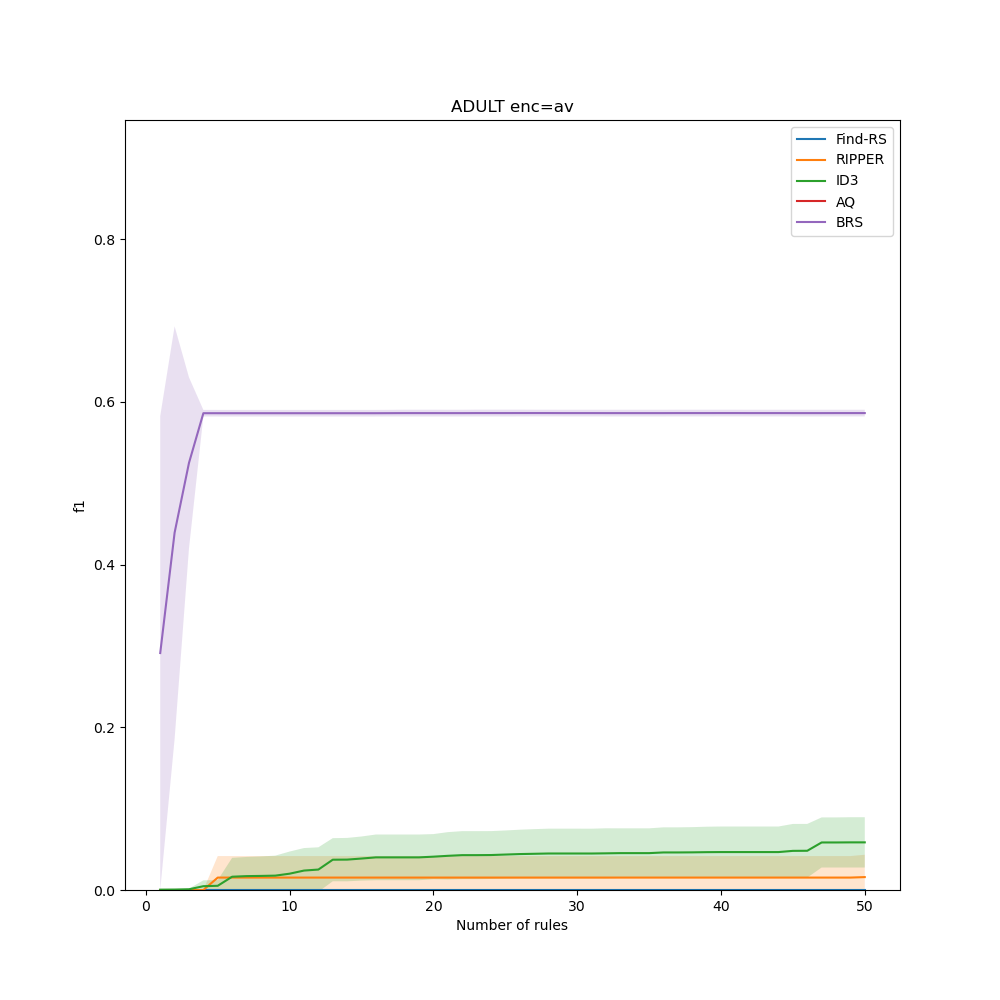 ADULT enc=av
Find-RS
RIPPER
ID3
AQ
BRS
f1
0.8
0.6
0.4
0.2
0.0
0 10 20 30 40 50
Number of rules